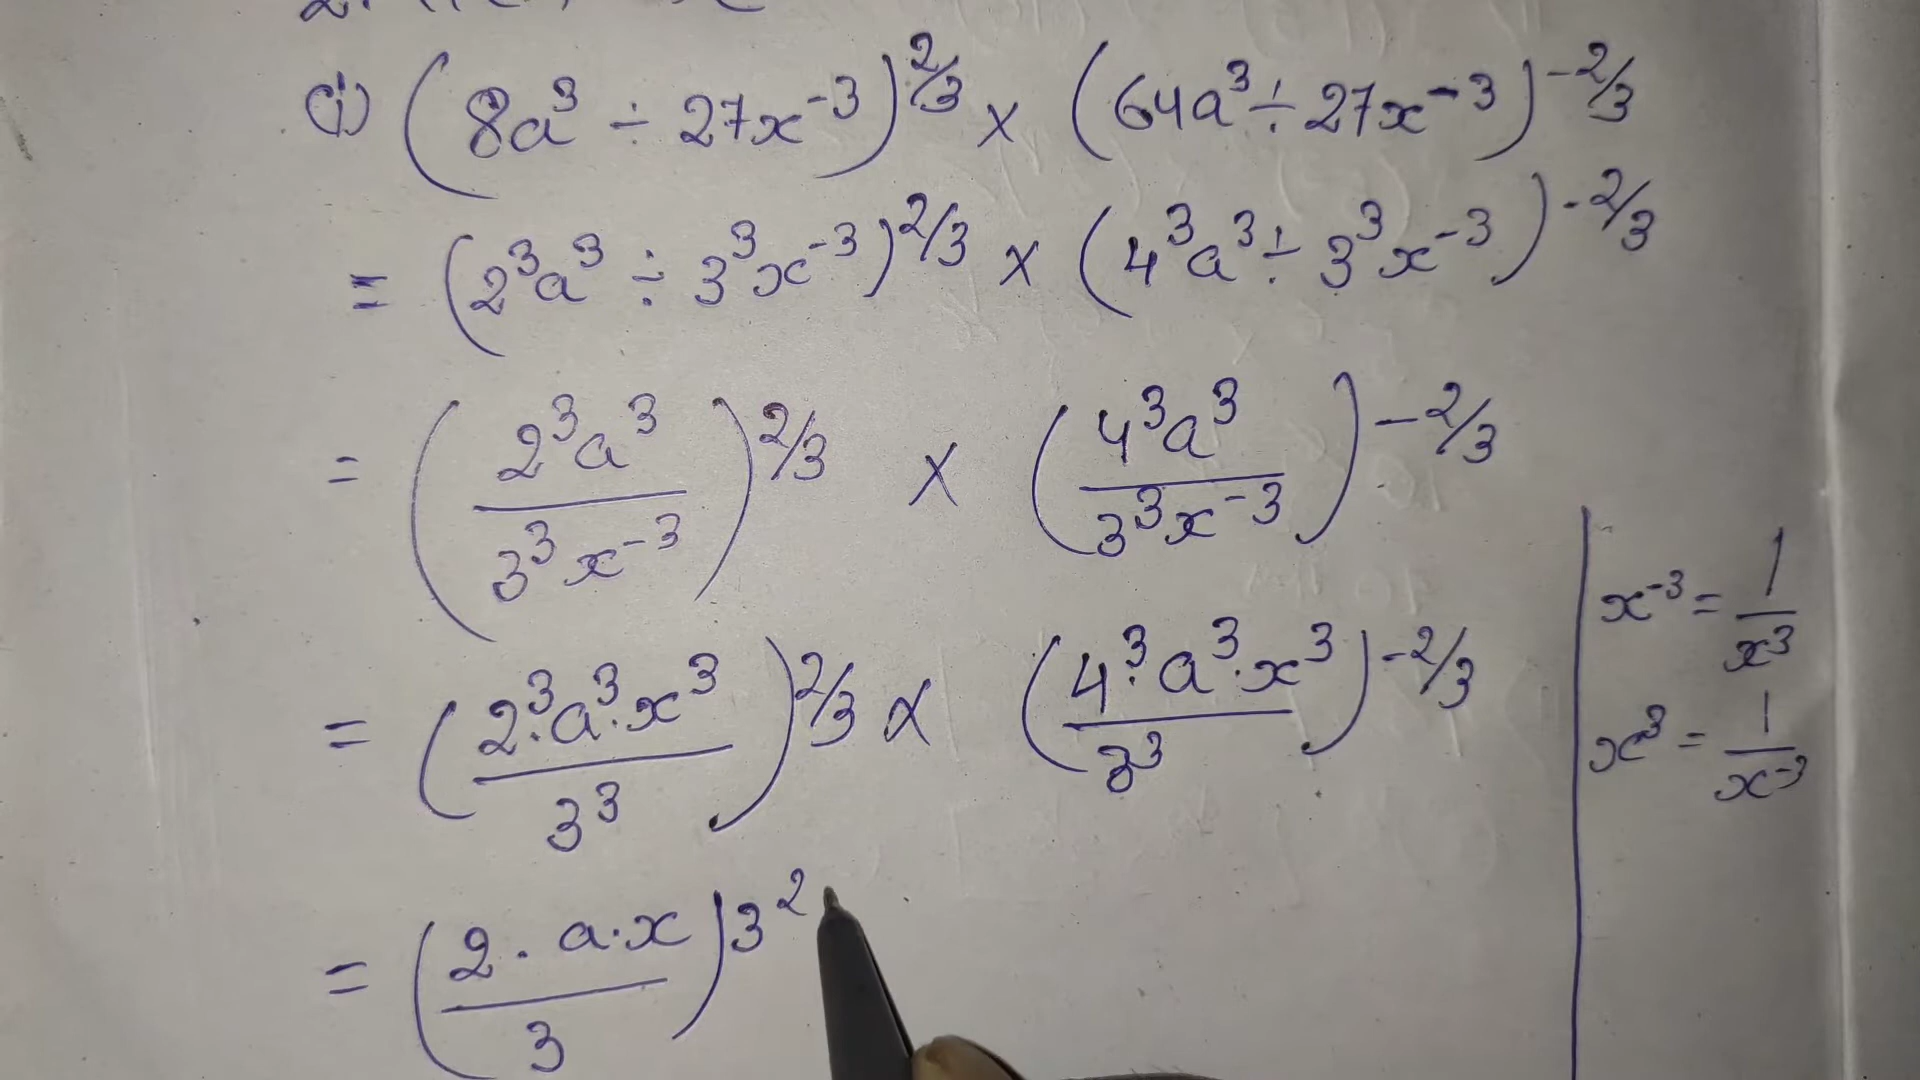 (i) (8a³ ÷ 27x⁻³)^2/3 × (64a³ ÷ 27x⁻³)^-2/3
= (2³a³ ÷ 3³x⁻³)^2/3 × (4³a³ ÷ 3³x⁻³)^-2/3
= (2³a³ / 3³x⁻³)^2/3 × (4³a³ / 3³x⁻³)^-2/3
= (2³·a³·x³ / 3³)^2/3 × (4³·a³·x³ / 3³)^-2/3
= (2·a·x / 3)^3^2
x⁻³ = 1/x³
x³ = 1/x⁻³